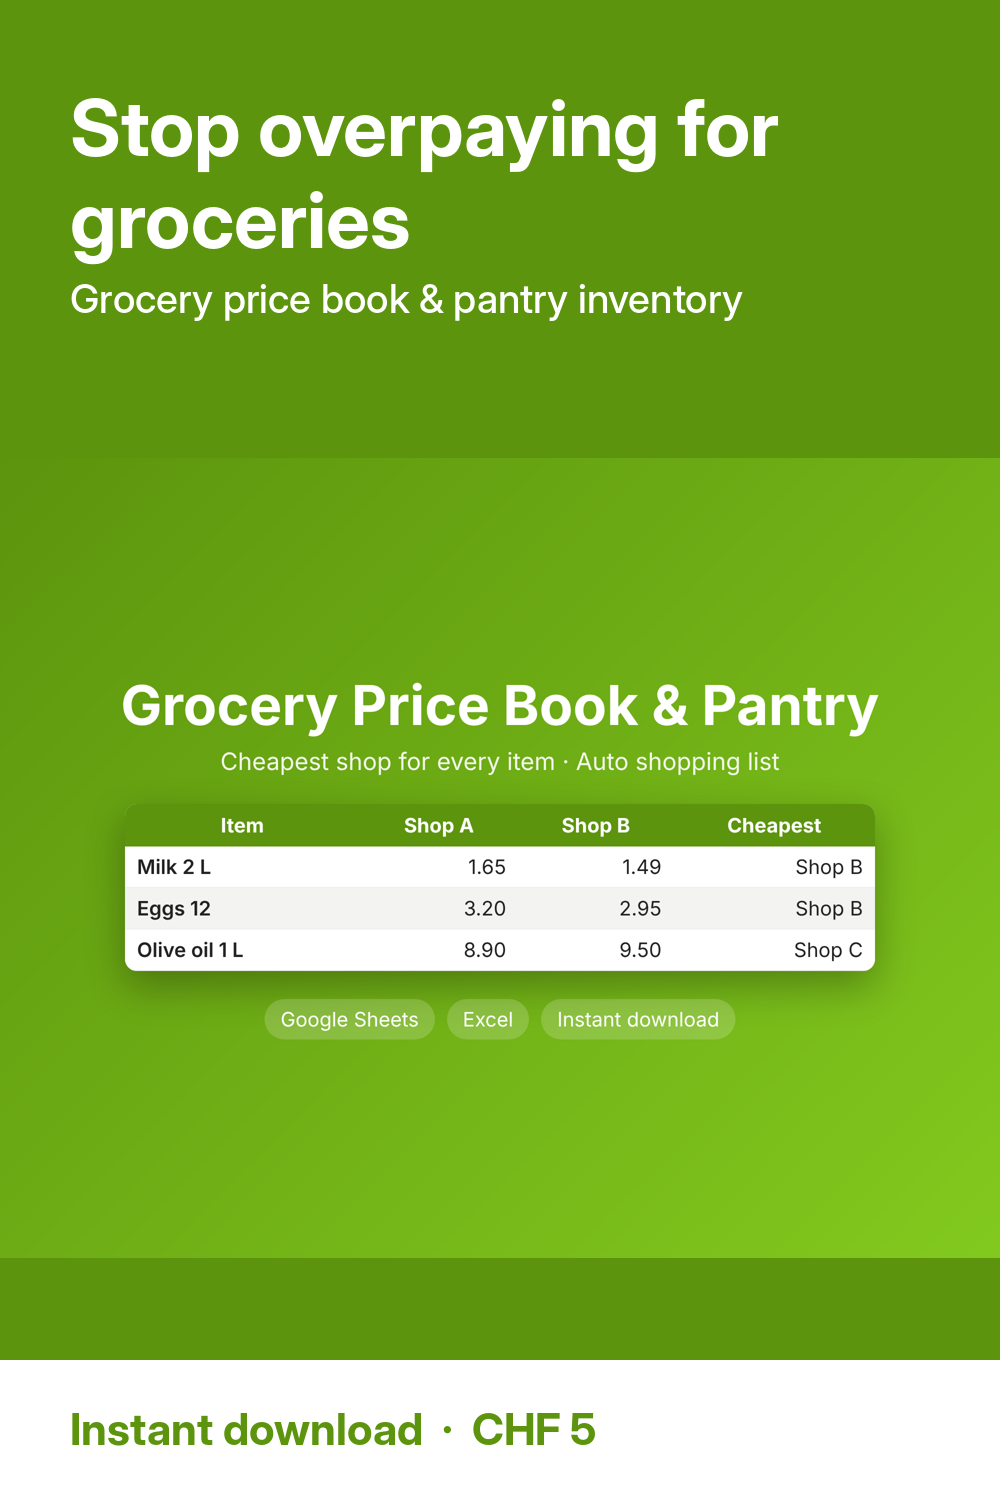 Stop overpaying for
groceries
Grocery price book & pantry inventory
Grocery Price Book & Pantry
Cheapest shop for every item · Auto shopping list
Item Shop A Shop B Cheapest
Milk 2 L 1.65 1.49 Shop B
Eggs 12 3.20 2.95 Shop B
Olive oil 1 L 8.90 9.50 Shop C
Google Sheets Excel Instant download
Instant download · CHF 5